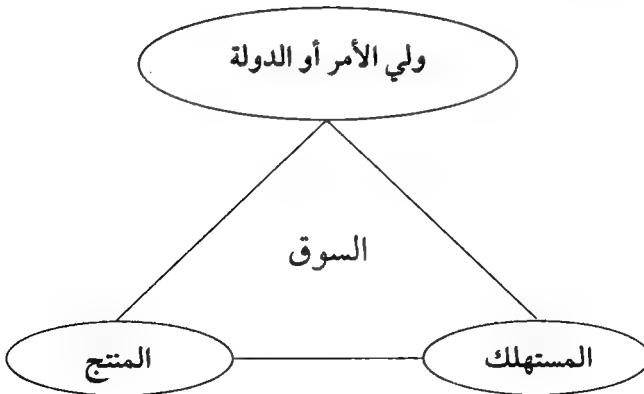 ولي الأمر أو الدولة
السوق
المستهلك
المنتج